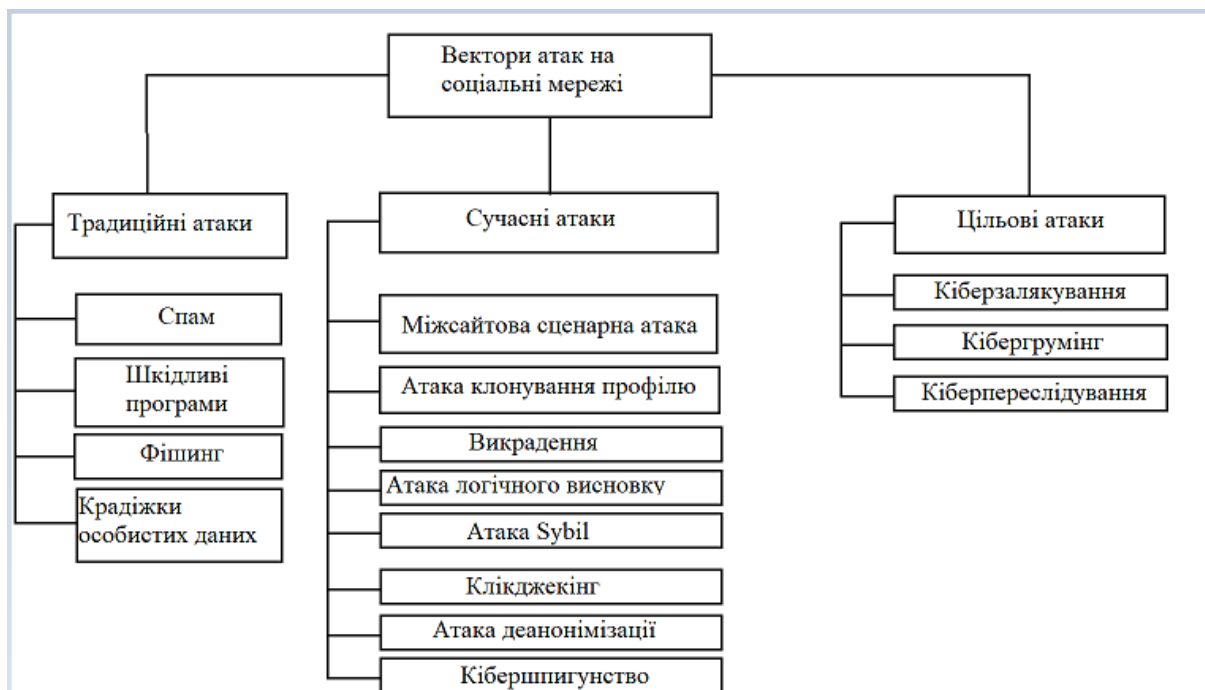 Вектори атак на
соціальні мережі
Традиційні атаки
Спам
Шкідливі
програми
Фішинг
Крадіжки
особистих даних
Сучасні атаки
Міжсайтова сценарна атака
Атака клонування профілю
Викрадення
Атака логічного висновку
Атака Sybil
Клікджекінг
Атака деанонімізації
Кібершпигунство
Цільові атаки
Кіберзалякування
Кібергрумінг
Кіберпереслідування